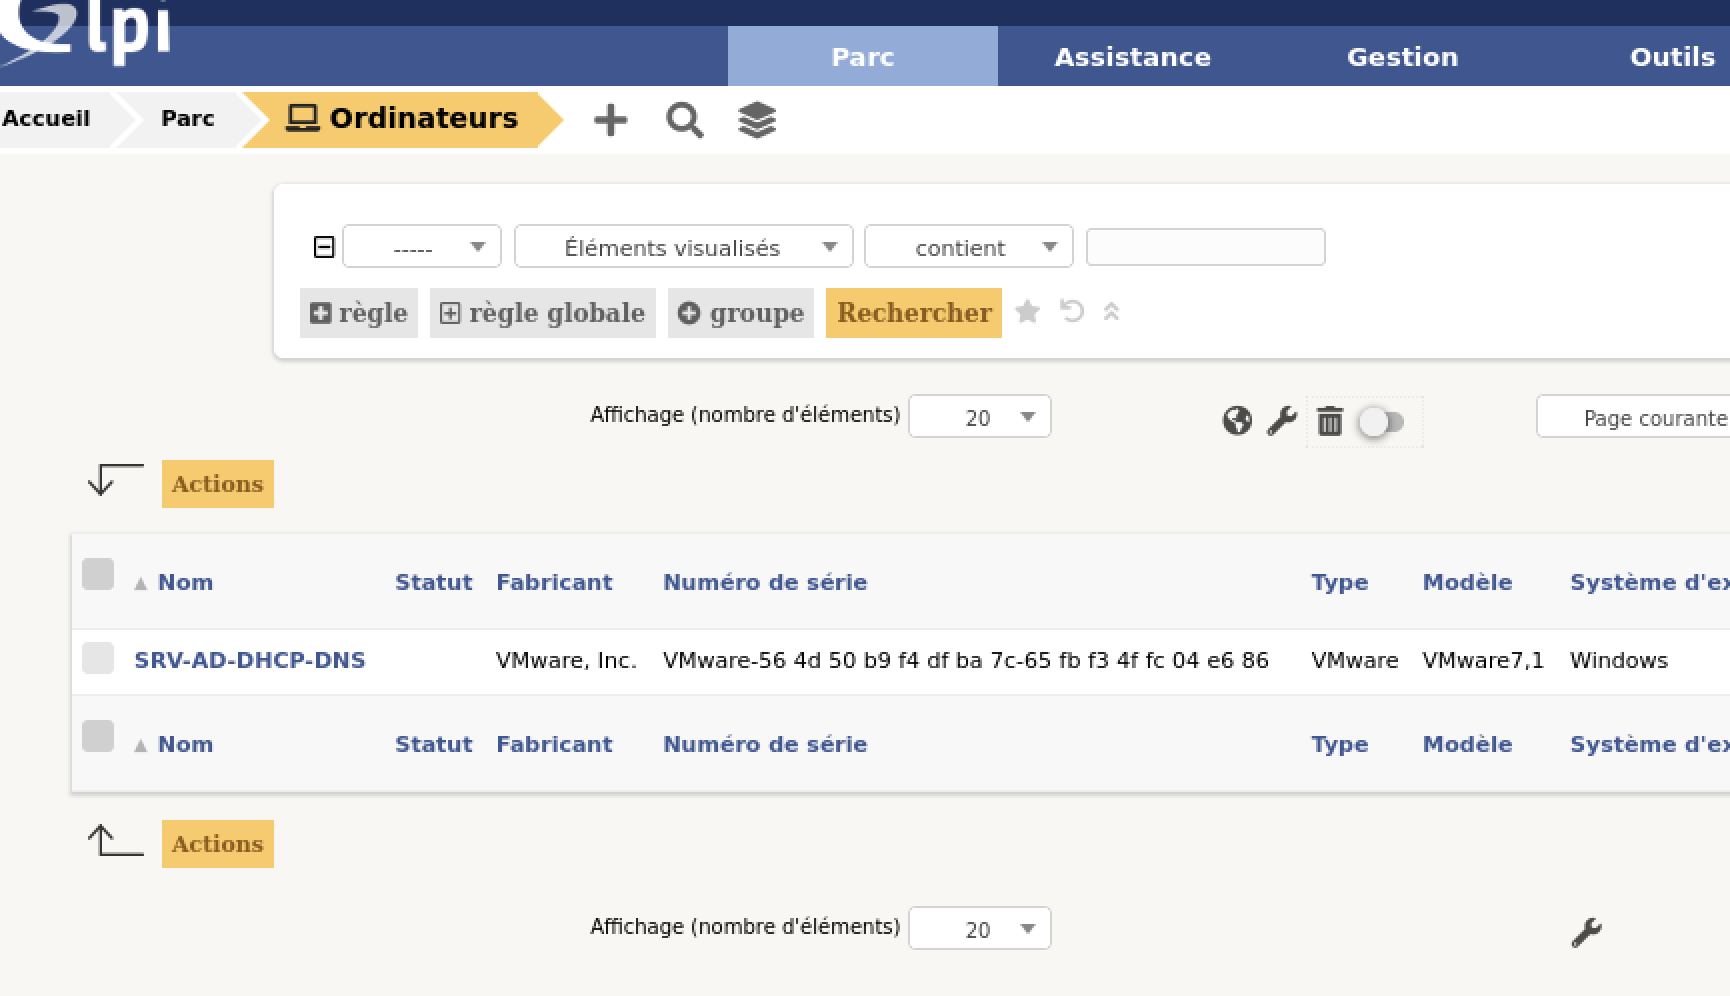 Glpi
Parc Assistance Gestion Outils
Accueil Parc Ordinateurs
----- Éléments visualisés contient
règle règle globale groupe Rechercher
Affichage (nombre d'éléments) 20 Page courante
Actions
Nom Statut Fabricant Numéro de série Type Modèle Système d'ex
SRV-AD-DHCP-DNS VMware, Inc. VMware-56 4d 50 b9 f4 df ba 7c-65 fb f3 4f fc 04 e6 86 VMware VMware7,1 Windows
Nom Statut Fabricant Numéro de série Type Modèle Système d'ex
Actions
Affichage (nombre d'éléments) 20